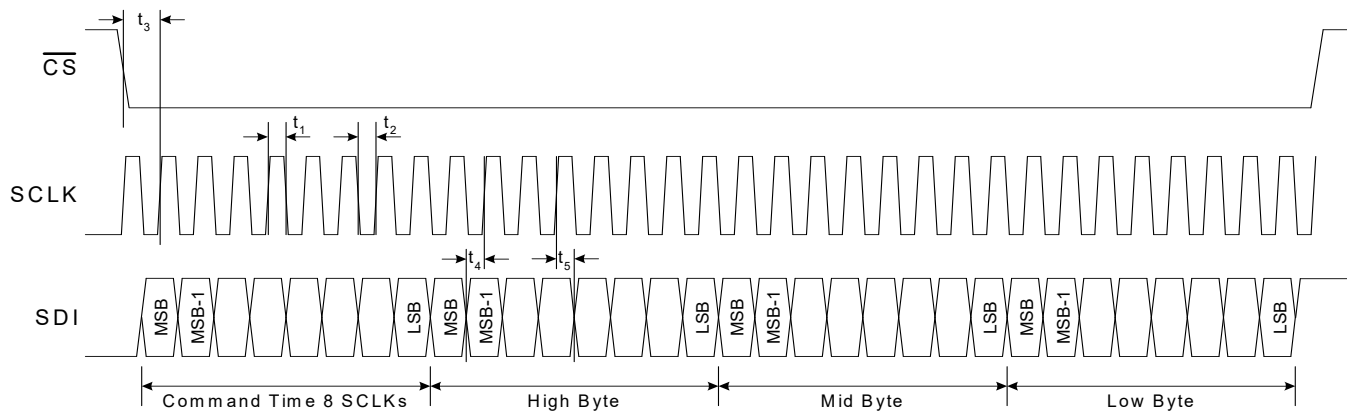 t3
CS
t1
t2
SCLK
t4
t5
SDI
MSB
MSB-1
LSB
MSB
MSB-1
LSB
MSB
MSB-1
LSB
MSB
MSB-1
LSB
Command Time 8 SCLKs
High Byte
Mid Byte
Low Byte